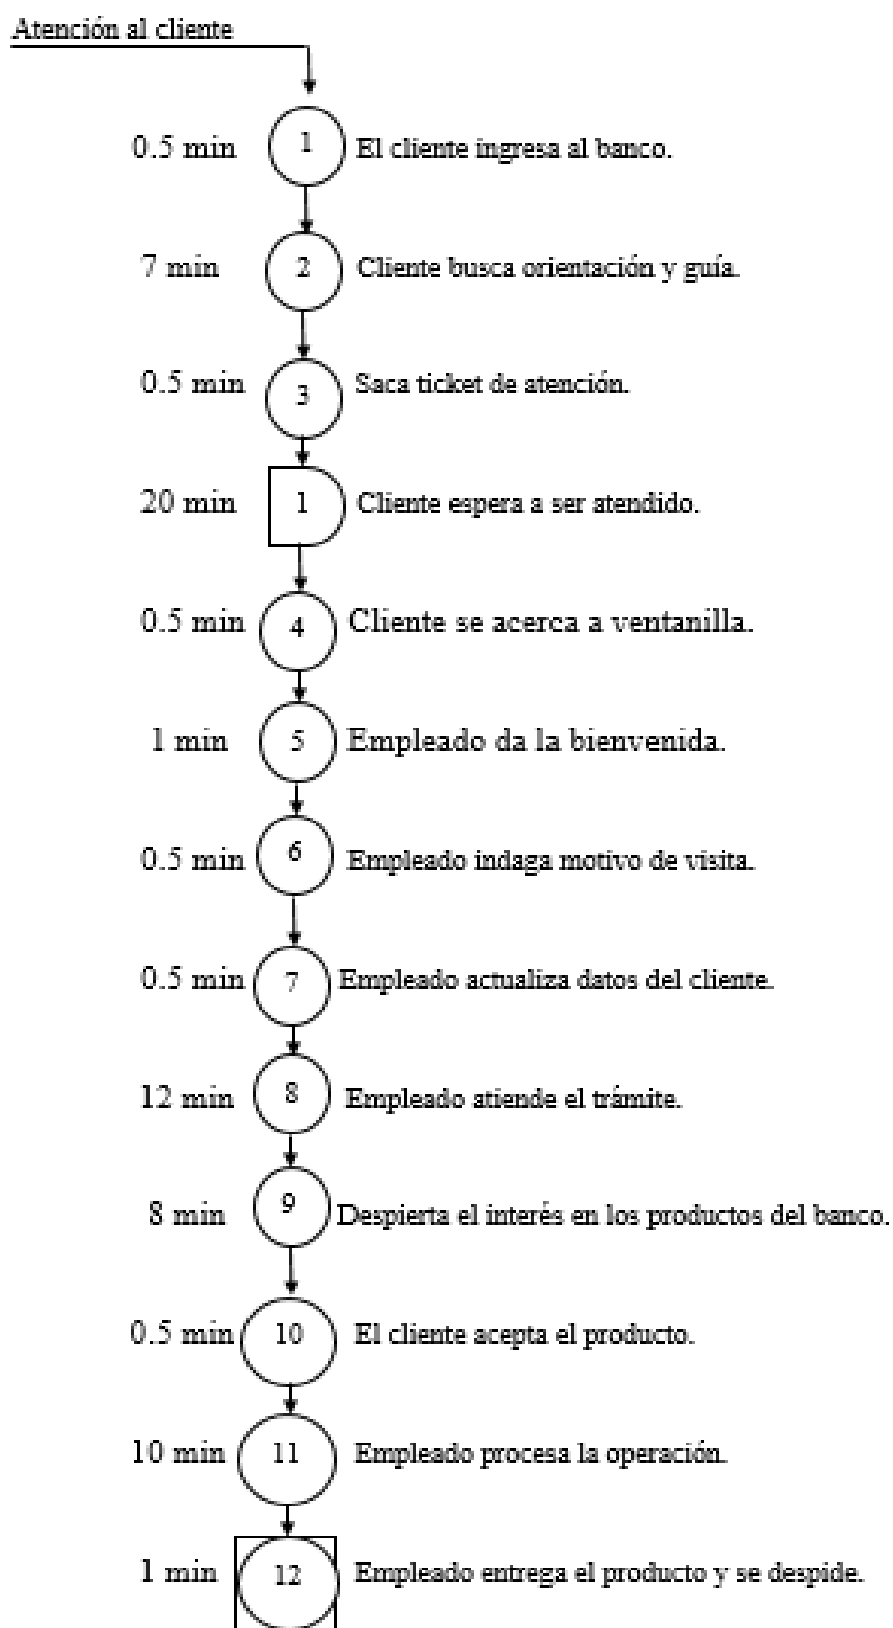 Atención al cliente
0.5 min 1 El cliente ingresa al banco.
7 min 2 Cliente busca orientación y guía.
0.5 min 3 Saca ticket de atención.
20 min 1 Cliente espera a ser atendido.
0.5 min 4 Cliente se acerca a ventanilla.
1 min 5 Empleado da la bienvenida.
0.5 min 6 Empleado indaga motivo de visita.
0.5 min 7 Empleado actualiza datos del cliente.
12 min 8 Empleado atiende el trámite.
8 min 9 Despierta el interés en los productos del banco.
0.5 min 10 El cliente acepta el producto.
10 min 11 Empleado procesa la operación.
1 min 12 Empleado entrega el producto y se despide.